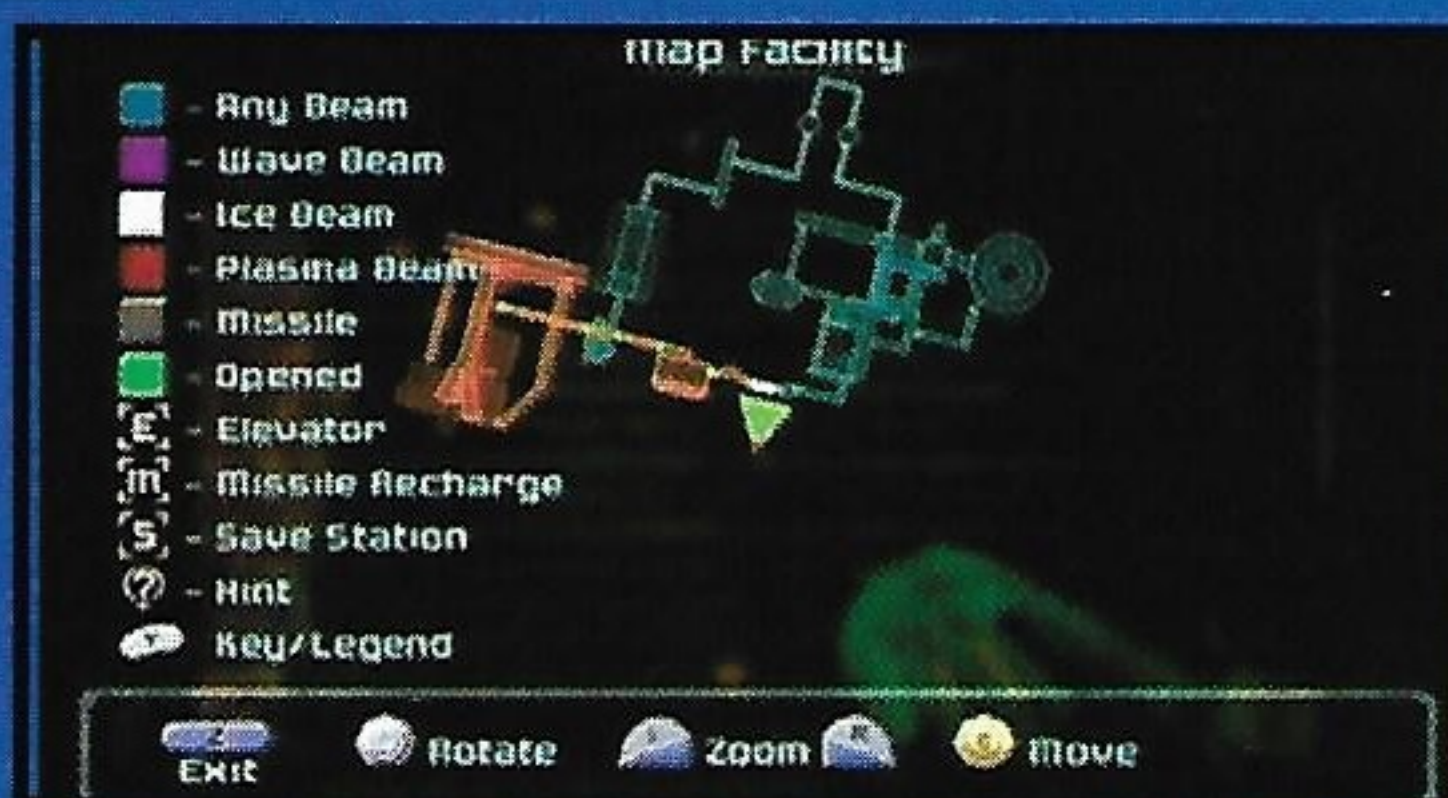 Map Facility
- Any Beam
- Wave Beam
- Ice Beam
- Plasma Beam
- Missile
- Opened
E - Elevator
m - Missile Recharge
S - Save Station
? - Hint
Y Key/Legend
Z
Exit
Rotate
L Zoom R
C Move